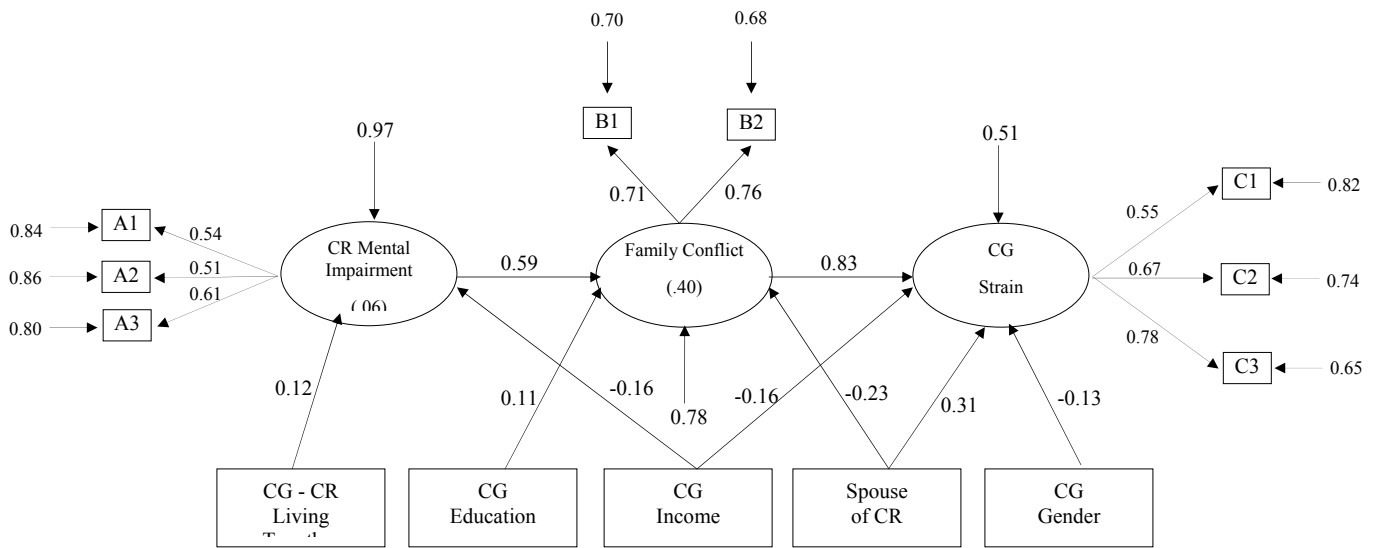 0.70
0.68
B1
B2
0.97
0.51
0.71
0.76
C1
0.82
0.84
A1
0.54
0.55
CR Mental
Impairment
(.06)
Family Conflict
(.40)
CG
Strain
0.59
0.83
0.86
A2
0.51
0.67
C2
0.74
0.61
0.80
A3
0.78
C3
0.65
0.12
0.11
-0.16
0.78
-0.16
-0.23
0.31
-0.13
CG - CR
Living
CG
Education
CG
Income
Spouse
of CR
CG
Gender